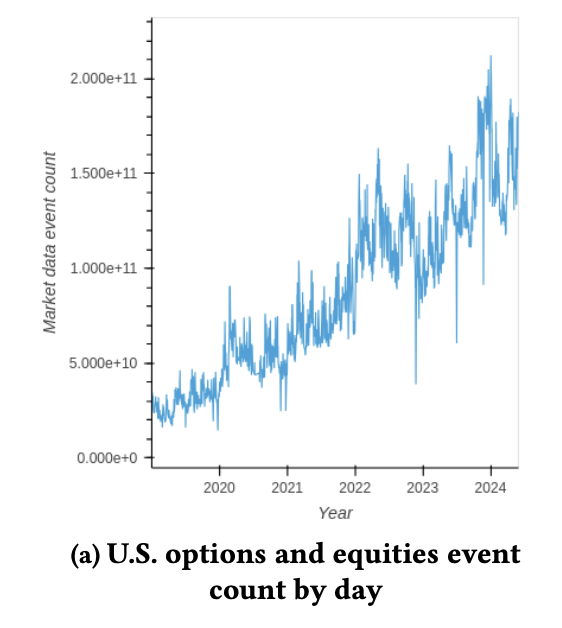 2.000e+11
1.500e+11
1.000e+11
5.000e+10
0.000e+0
Market data event count
2020 2021 2022 2023 2024
Year
(a) U.S. options and equities event
count by day